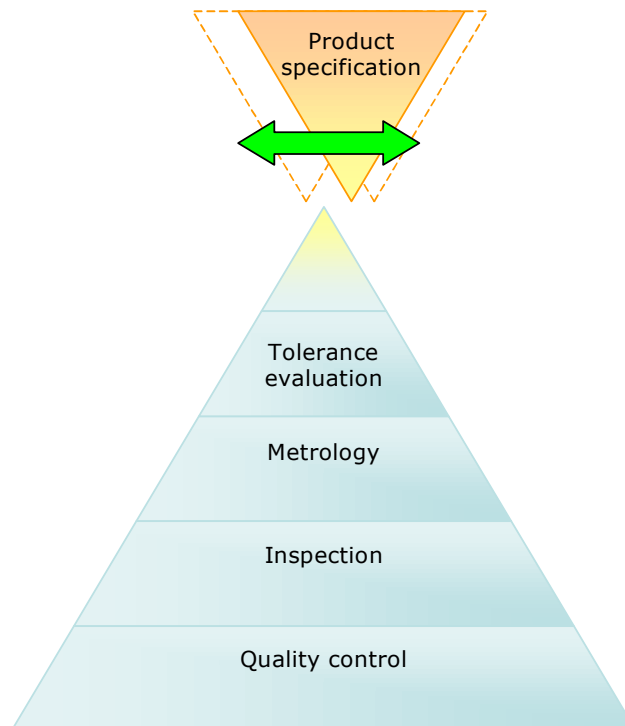 Product
specification
Tolerance
evaluation
Metrology
Inspection
Quality control